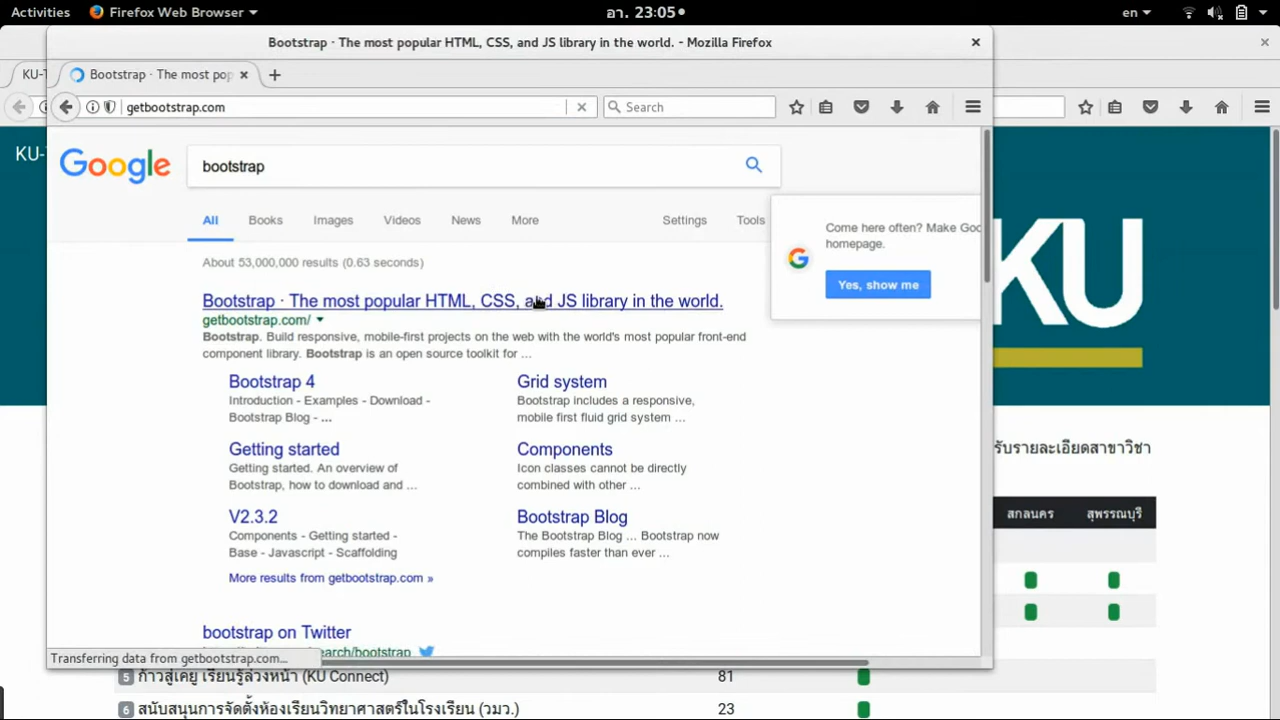 Activities Firefox Web Browser อา. 23:05 en
Bootstrap · The most popular HTML, CSS, and JS library in the world. - Mozilla Firefox
KU-T
Bootstrap · The most pop
getbootstrap.com
Search
KU-
Google
bootstrap
All Books Images Videos News More Settings Tools
Come here often? Make Goo
homepage.
Yes, show me
KU
About 53,000,000 results (0.63 seconds)
Bootstrap · The most popular HTML, CSS, and JS library in the world.
getbootstrap.com/
Bootstrap. Build responsive, mobile-first projects on the web with the world's most popular front-end
component library. Bootstrap is an open source toolkit for ...
Bootstrap 4
Introduction - Examples - Download -
Bootstrap Blog - ...
Grid system
Bootstrap includes a responsive,
mobile first fluid grid system ...
Getting started
Getting started. An overview of
Bootstrap, how to download and ...
Components
Icon classes cannot be directly
combined with other ...
V2.3.2
Components - Getting started -
Base - Javascript - Scaffolding
Bootstrap Blog
The Bootstrap Blog ... Bootstrap now
compiles faster than ever ...
More results from getbootstrap.com »
bootstrap on Twitter
search/bootstrap
Transferring data from getbootstrap.com...
รับรายละเอียดสาขาวิชา
สกลนคร สุพรรณบุรี
5 ก้าวสู่เคยู เรียนรู้ล่วงหน้า (KU Connect) 81
6 สนับสนุนการจัดตั้งห้องเรียนวิทยาศาสตร์ในโรงเรียน (วมว.) 23